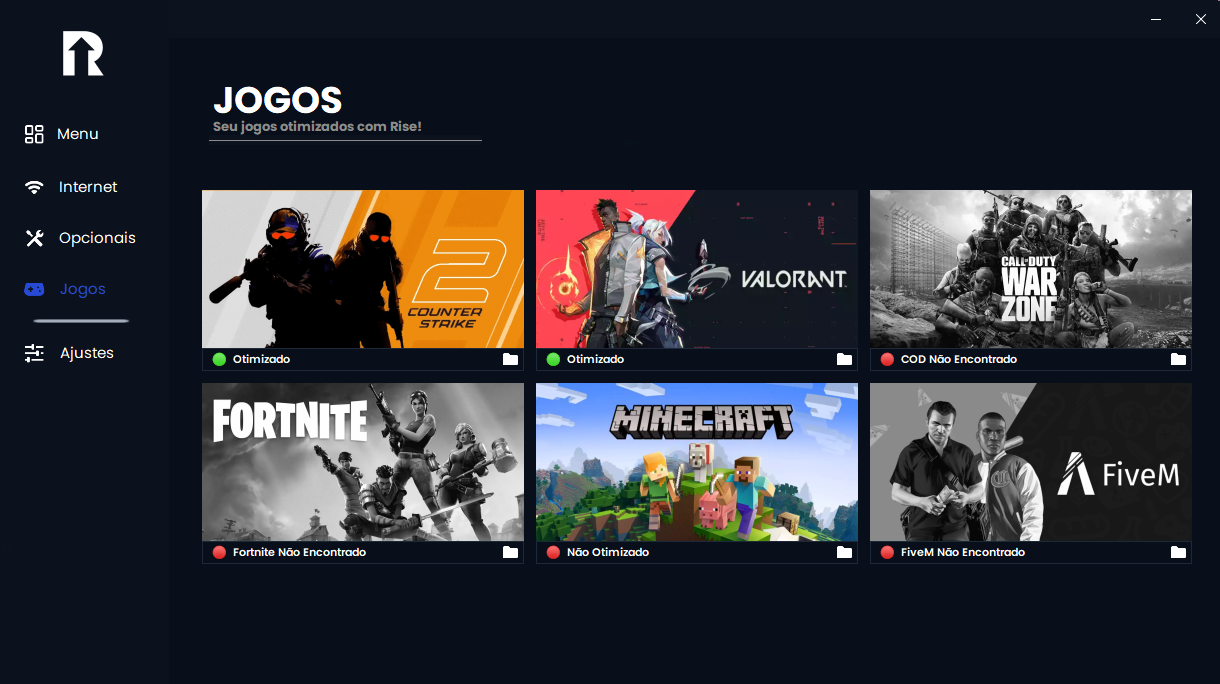 Menu
Internet
Opcionais
Jogos
Ajustes
JOGOS
Seu jogos otimizados com Rise!
2
COUNTER
STRIKE
Otimizado
VALORANT
Otimizado
CALL OF DUTY
WAR
ZONE
COD Não Encontrado
FORTNITE
Fortnite Não Encontrado
MINECRAFT
Não Otimizado
FiveM
FiveM Não Encontrado